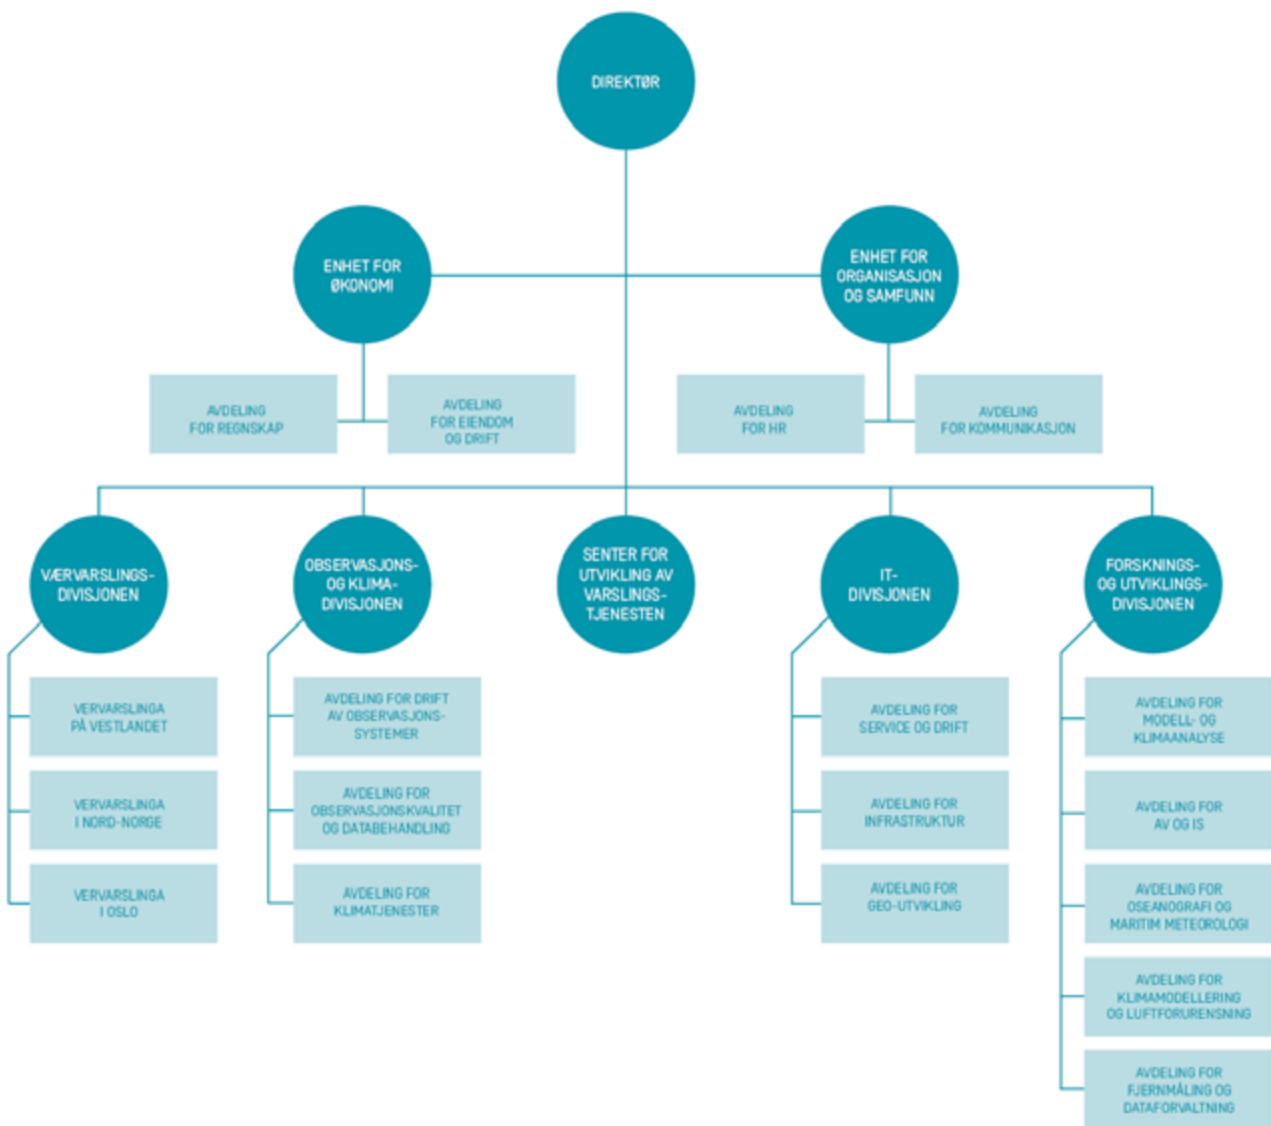 DIREKTØR
ENHET FOR
ØKONOMI
ENHET FOR
ORGANISASJON
OG SAMFUNN
AVDELING
FOR REGNSKAP
AVDELING
FOR EIENDOM
OG DRIFT
AVDELING
FOR HR
AVDELING
FOR KOMMUNIKASJON
VÆRVARSLINGS-
DIVISJONEN
OBSERVASJONS-
OG KLIMA-
DIVISJONEN
SENTER FOR
UTVIKLING AV
VARSLINGS-
TJENESTEN
IT-
DIVISJONEN
FORSKNINGS-
OG UTVIKLINGS-
DIVISJONEN
VERVARSLINGA
PÅ VESTLANDET
VERVARSLINGA
I NORD-NORGE
VERVARSLINGA
I OSLO
AVDELING FOR DRIFT
AV OBSERVASJONS-
SYSTEMER
AVDELING FOR
OBSERVASJONSKVALITET
OG DATABEHANDLING
AVDELING FOR
KLIMATJENESTER
AVDELING FOR
SERVICE OG DRIFT
AVDELING FOR
INFRASTRUKTUR
AVDELING FOR
GEO-UTVIKLING
AVDELING FOR
MODELL- OG
KLIMAANALYSE
AVDELING FOR
AV OG IS
AVDELING FOR
OSEANOGRAFI OG
MARITIM METEOROLOGI
AVDELING FOR
KLIMAMODELLERING
OG LUFTFORURENSNING
AVDELING FOR
FJERNMÅLING OG
DATAFORVALTNING